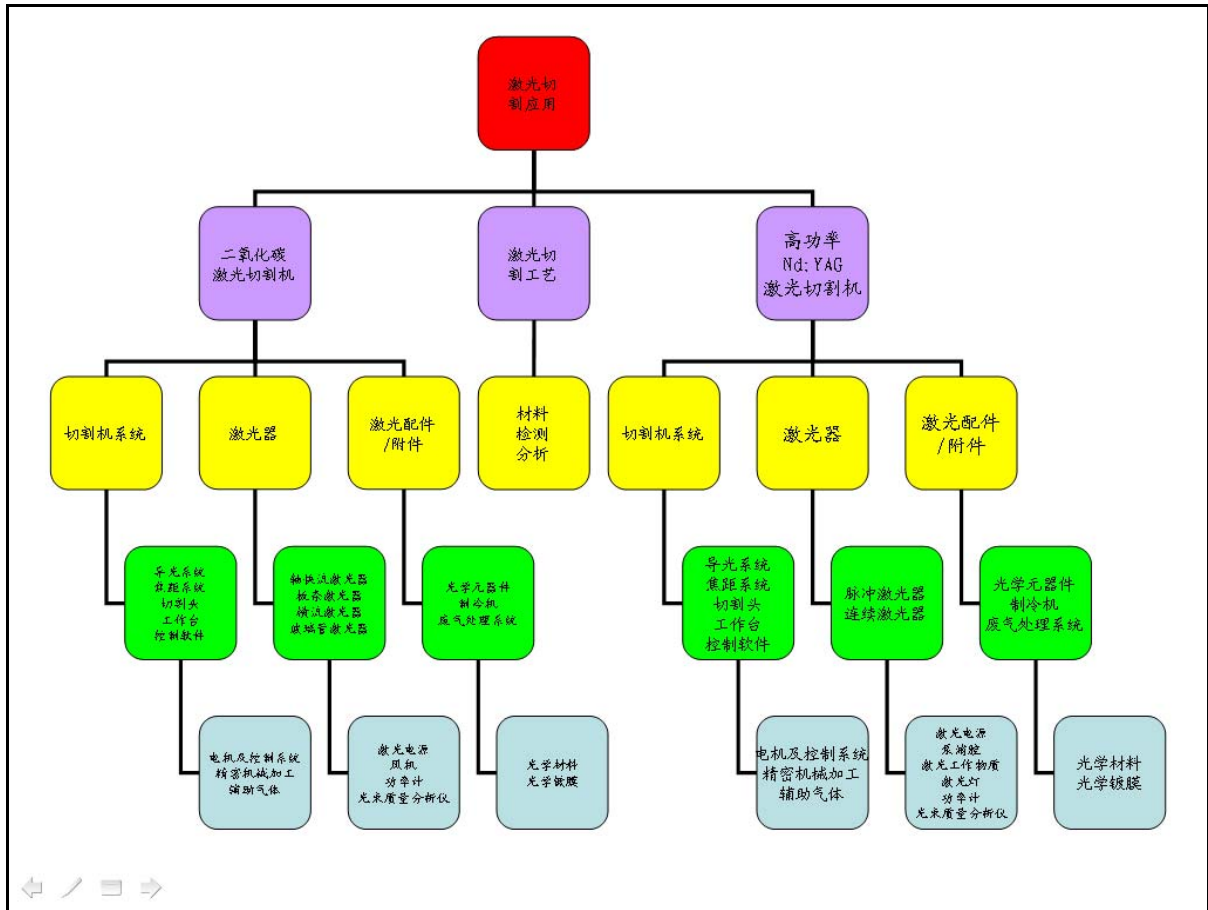 激光切
割应用
二氧化碳
激光切割机
激光切
割工艺
高功率
Nd:YAG
激光切割机
切割机系统
激光器
激光配件
/附件
材料
检测
分析
切割机系统
激光器
激光配件
/附件
导光系统
焦距系统
切割头
工作台
控制软件
轴快流激光器
板条激光器
横流激光器
玻璃管激光器
光学元器件
制冷机
废气处理系统
导光系统
焦距系统
切割头
工作台
控制软件
脉冲激光器
连续激光器
光学元器件
制冷机
废气处理系统
电机及控制系统
精密机械加工
辅助气体
激光电源
风机
功率计
光束质量分析仪
光学材料
光学镀膜
电机及控制系统
精密机械加工
辅助气体
激光电源
泵浦腔
激光工作物质
激光灯
功率计
光束质量分析仪
光学材料
光学镀膜